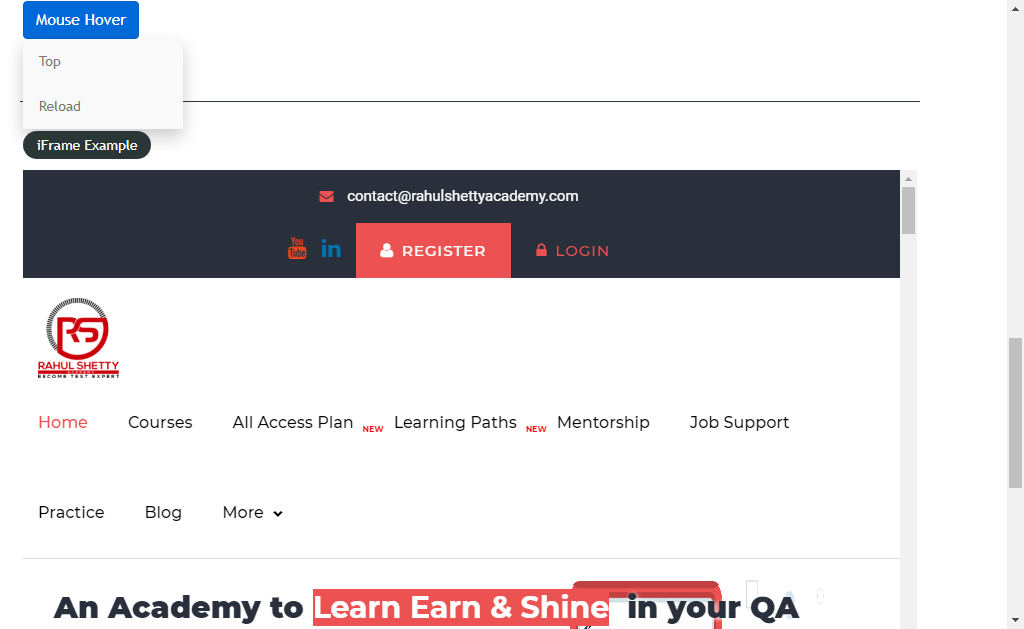 Mouse Hover
Top
Reload
iFrame Example
contact@rahulshettyacademy.com
You Tube in REGISTER LOGIN
RS
RAHUL SHETTY
ACADEMY
BECOME TEST EXPERT
Home Courses All Access Plan NEW Learning Paths NEW Mentorship Job Support
Practice Blog More
An Academy to Learn Earn & Shine in your QA